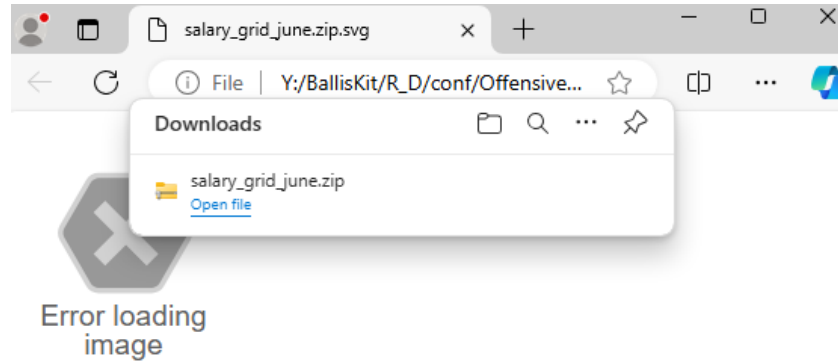 salary_grid_june.zip.svg
File | Y:/BallisKit/R_D/conf/Offensive...
Downloads
salary_grid_june.zip
Open file
Error loading
image